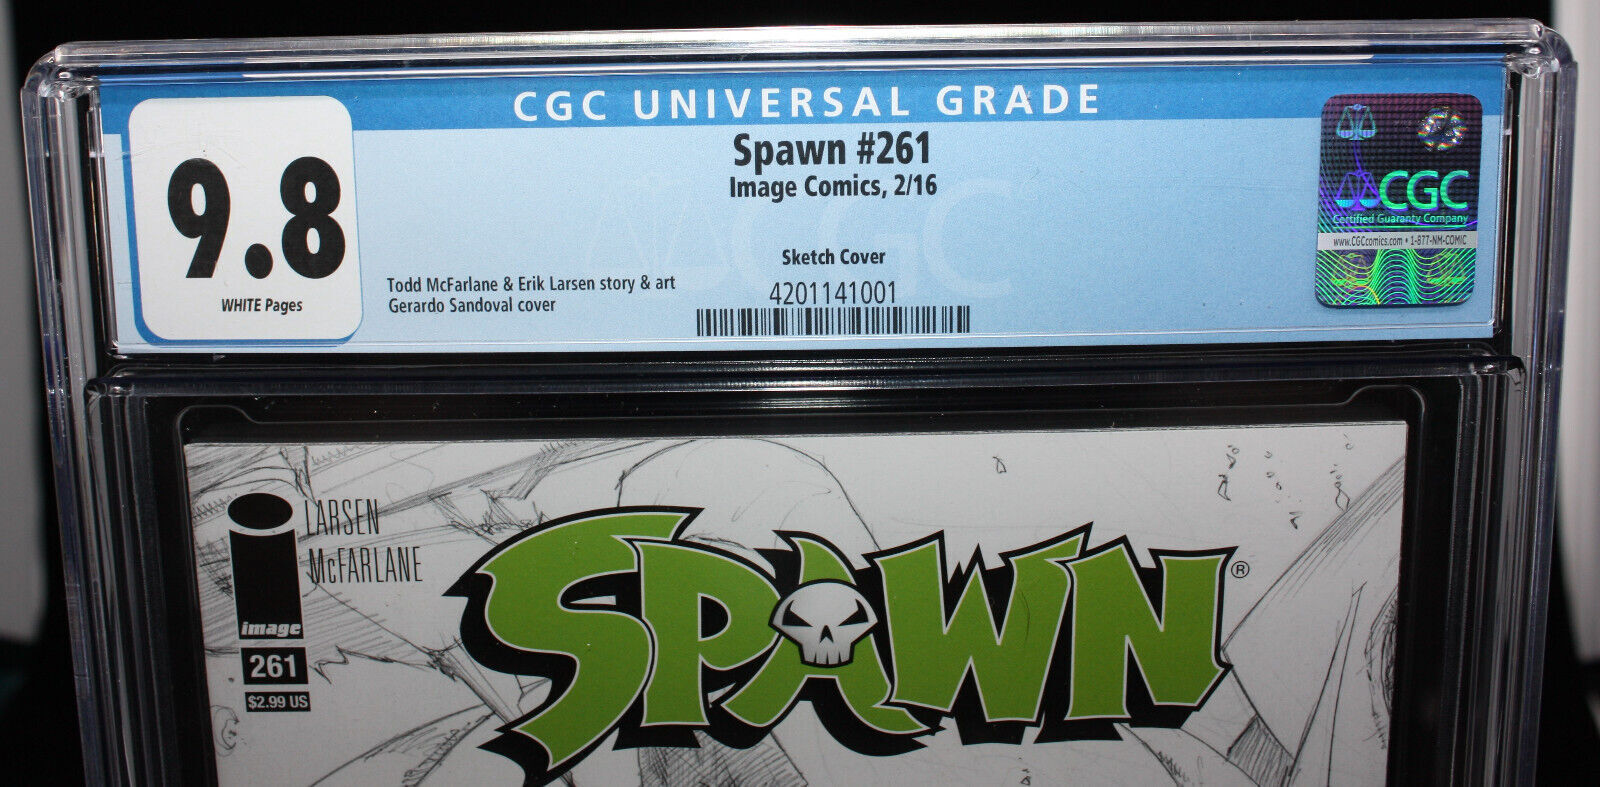 CGC UNIVERSAL GRADE
9.8
WHITE Pages
Spawn #261
Image Comics, 2/16
Sketch Cover
Todd McFarlane & Erik Larsen story & art
Gerardo Sandoval cover
4201141001
CGC
CGC
Certified Guaranty Company
www.CGCcomics.com • 1-877-NM-COMIC
LARSEN
McFARLANE
image
261
$2.99 US
SPAWN®